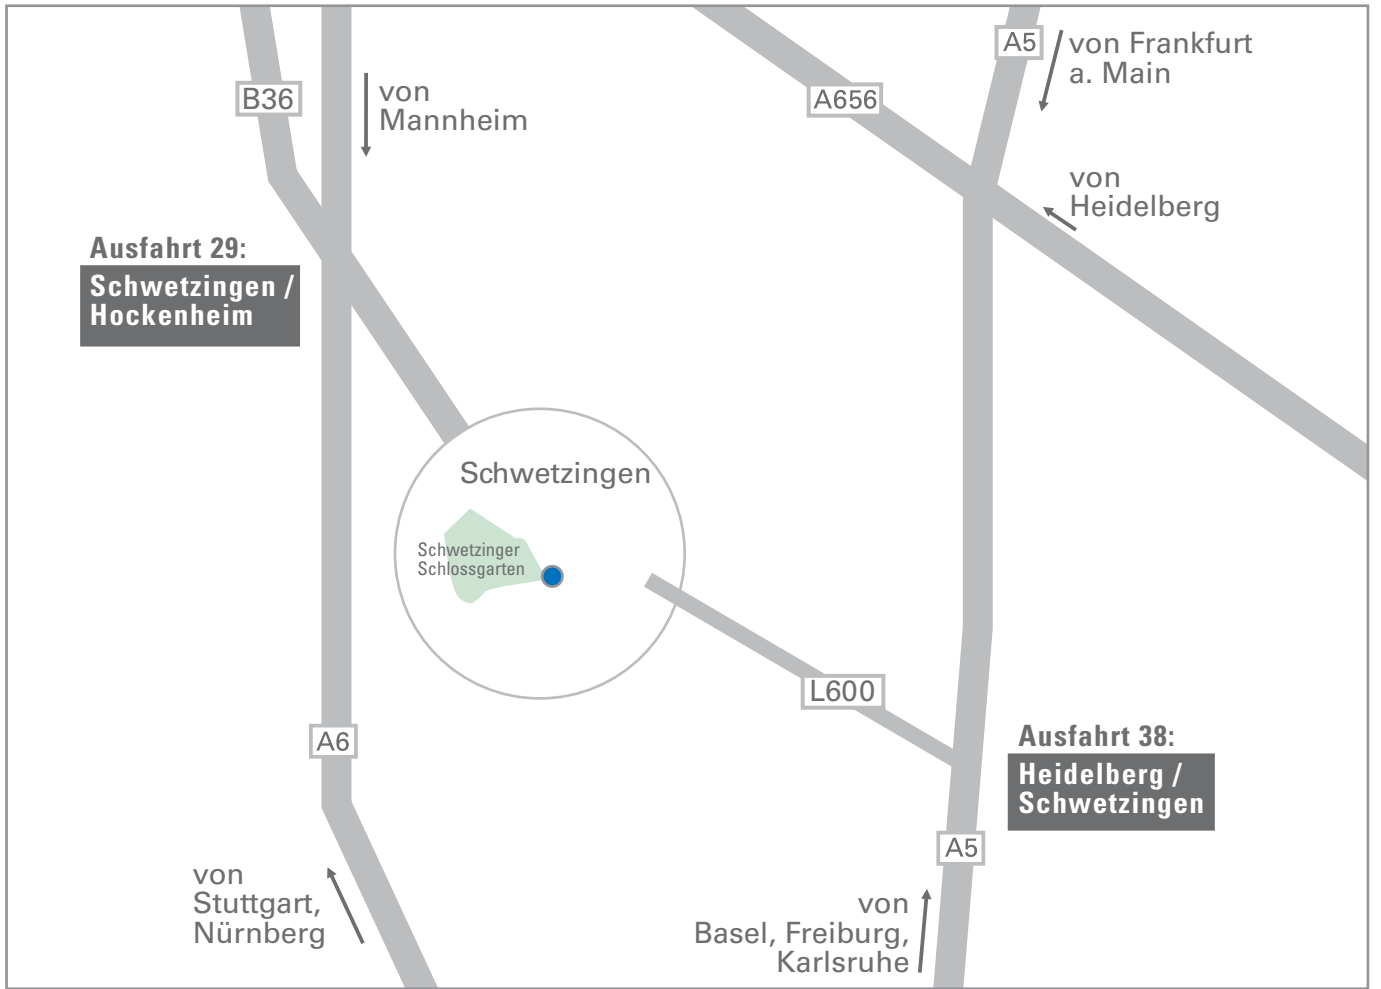 A5
von Frankfurt
a. Main
B36
von
Mannheim
A656
von
Heidelberg
Ausfahrt 29:
Schwetzingen /
Hockenheim
Schwetzingen
Schwetzinger
Schlossgarten
L600
A6
Ausfahrt 38:
Heidelberg /
Schwetzingen
A5
von
Stuttgart,
Nürnberg
von
Basel, Freiburg,
Karlsruhe